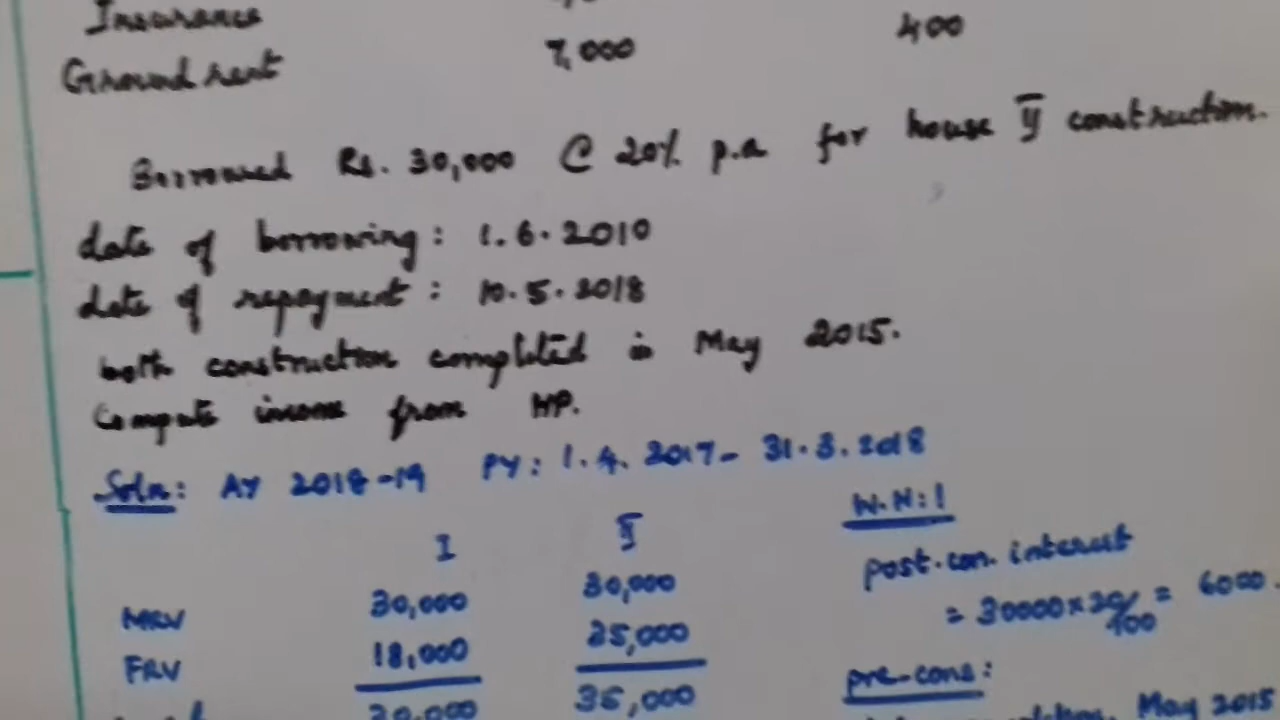 Insurance
Ground rent 7,000 400
Borrowed Rs. 30,000 @ 20% p.a for house II construction.
date of borrowing: 1.6.2010
date of repayment: 10.5.2018
both construction completed in May 2015.
Compute income from HP.
Soln: AY 2018-19 PY: 1.4.2017- 31.3.2018
I II W.N:1
post.con. interest
MRV 30,000 30,000 = 30000×20/100 = 6000
FRV 18,000 25,000
pre-cons:
May 2015